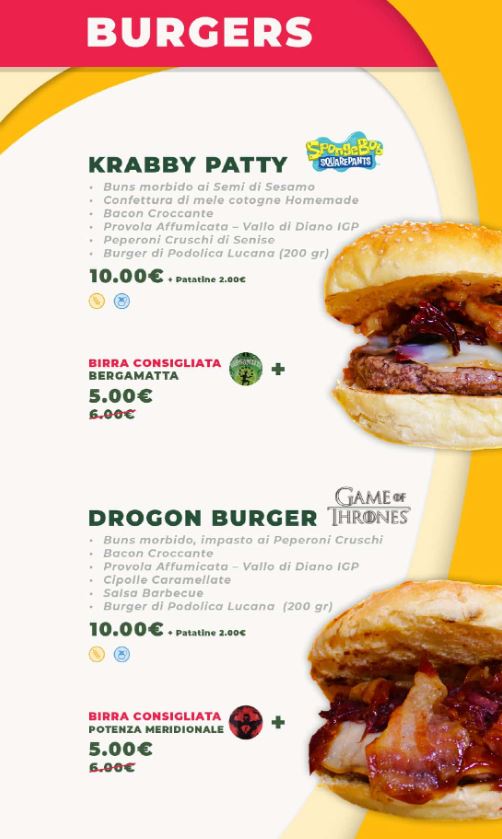 BURGERS
SpongeBob
SQUAREPANTS
KRABBY PATTY
• Buns morbido ai Semi di Sesamo
• Confettura di mele cotogne Homemade
• Bacon Croccante
• Provola Affumicata – Vallo di Diano IGP
• Peperoni Cruschi di Senise
• Burger di Podolica Lucana (200 gr)
10.00€ + Patatine 2.00€
BIRRA CONSIGLIATA
BERGAMATTA
+
5.00€
6.00€
GAME OF
THRONES
DROGON BURGER
• Buns morbido, impasto ai Peperoni Cruschi
• Bacon Croccante
• Provola Affumicata – Vallo di Diano IGP
• Cipolle Caramellate
• Salsa Barbecue
• Burger di Podolica Lucana (200 gr)
10.00€ + Patatine 2.00€
BIRRA CONSIGLIATA
POTENZA MERIDIONALE
+
5.00€
6.00€